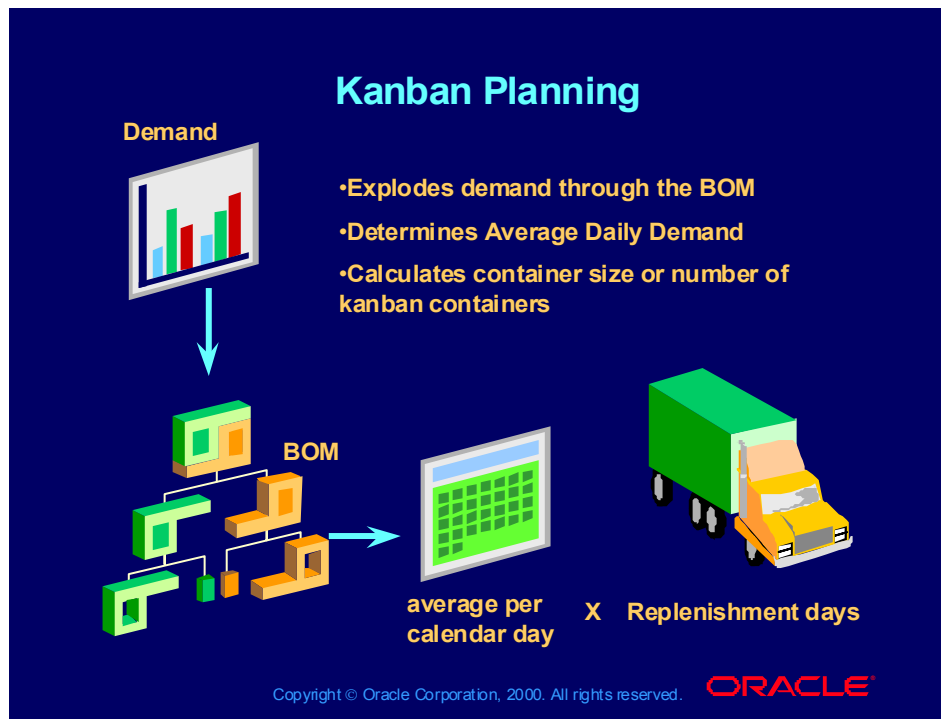 Kanban Planning
Demand
•Explodes demand through the BOM
•Determines Average Daily Demand
•Calculates container size or number of
kanban containers
BOM
average per
calendar day
X
Replenishment days
Copyright © Oracle Corporation, 2000. All rights reserved.
ORACLE®